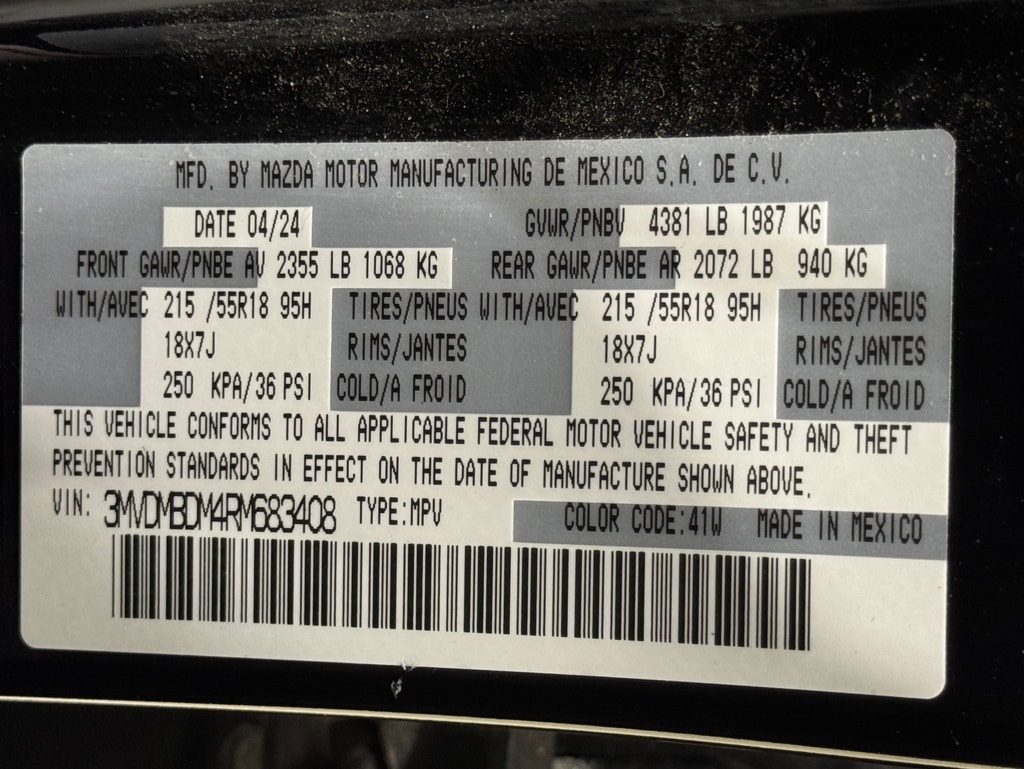 MFD. BY MAZDA MOTOR MANUFACTURING DE MEXICO S.A. DE C.V.
DATE 04/24 GVWR/PNBV 4381 LB 1987 KG
FRONT GAWR/PNBE AV 2355 LB 1068 KG REAR GAWR/PNBE AR 2072 LB 940 KG
WITH/AVEC 215 /55R18 95H TIRES/PNEUS WITH/AVEC 215 /55R18 95H TIRES/PNEUS
18X7J RIMS/JANTES 18X7J RIMS/JANTES
250 KPA/36 PSI COLD/A FROID 250 KPA/36 PSI COLD/A FROID
THIS VEHICLE CONFORMS TO ALL APPLICABLE FEDERAL MOTOR VEHICLE SAFETY AND THEFT
PREVENTION STANDARDS IN EFFECT ON THE DATE OF MANUFACTURE SHOWN ABOVE.
VIN: 3MVDMBDM4RM683408 TYPE:MPV COLOR CODE:41W MADE IN MEXICO